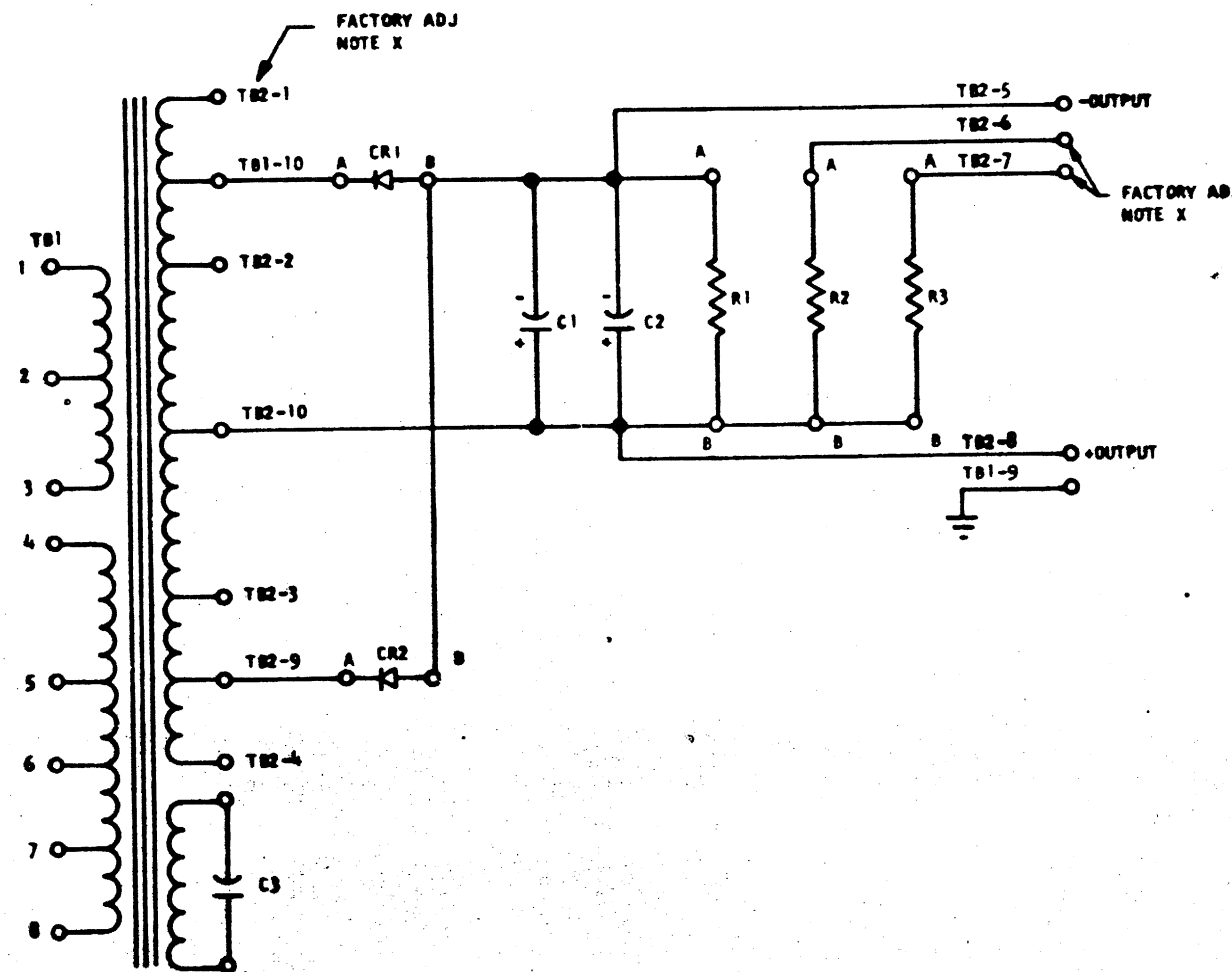 FACTORY ADJ
NOTE X
TB2-1
TB2-5
-OUTPUT
TB2-6
TB1-10
A
CR1
B
A
A
A
TB2-7
FACTORY AD
NOTE X
TB1
1
TB2-2
-
C1
+
-
C2
+
R1
R2
R3
2
TB2-10
B
B
B
TB2-8
+OUTPUT
TB1-9
3
4
TB2-3
TB2-9
A
CR2
B
5
6
TB2-4
7
C3
8